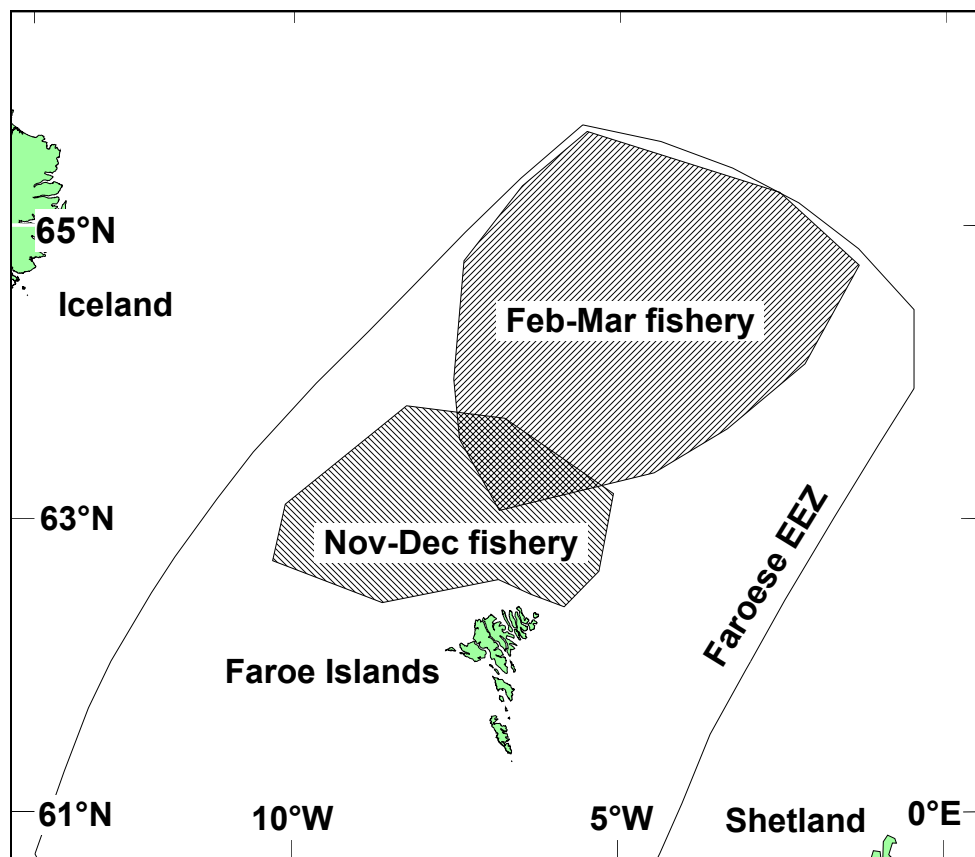 65°N
Iceland
Feb-Mar fishery
63°N
Nov-Dec fishery
Faroese EEZ
Faroe Islands
61°N
10°W
5°W
Shetland
0°E